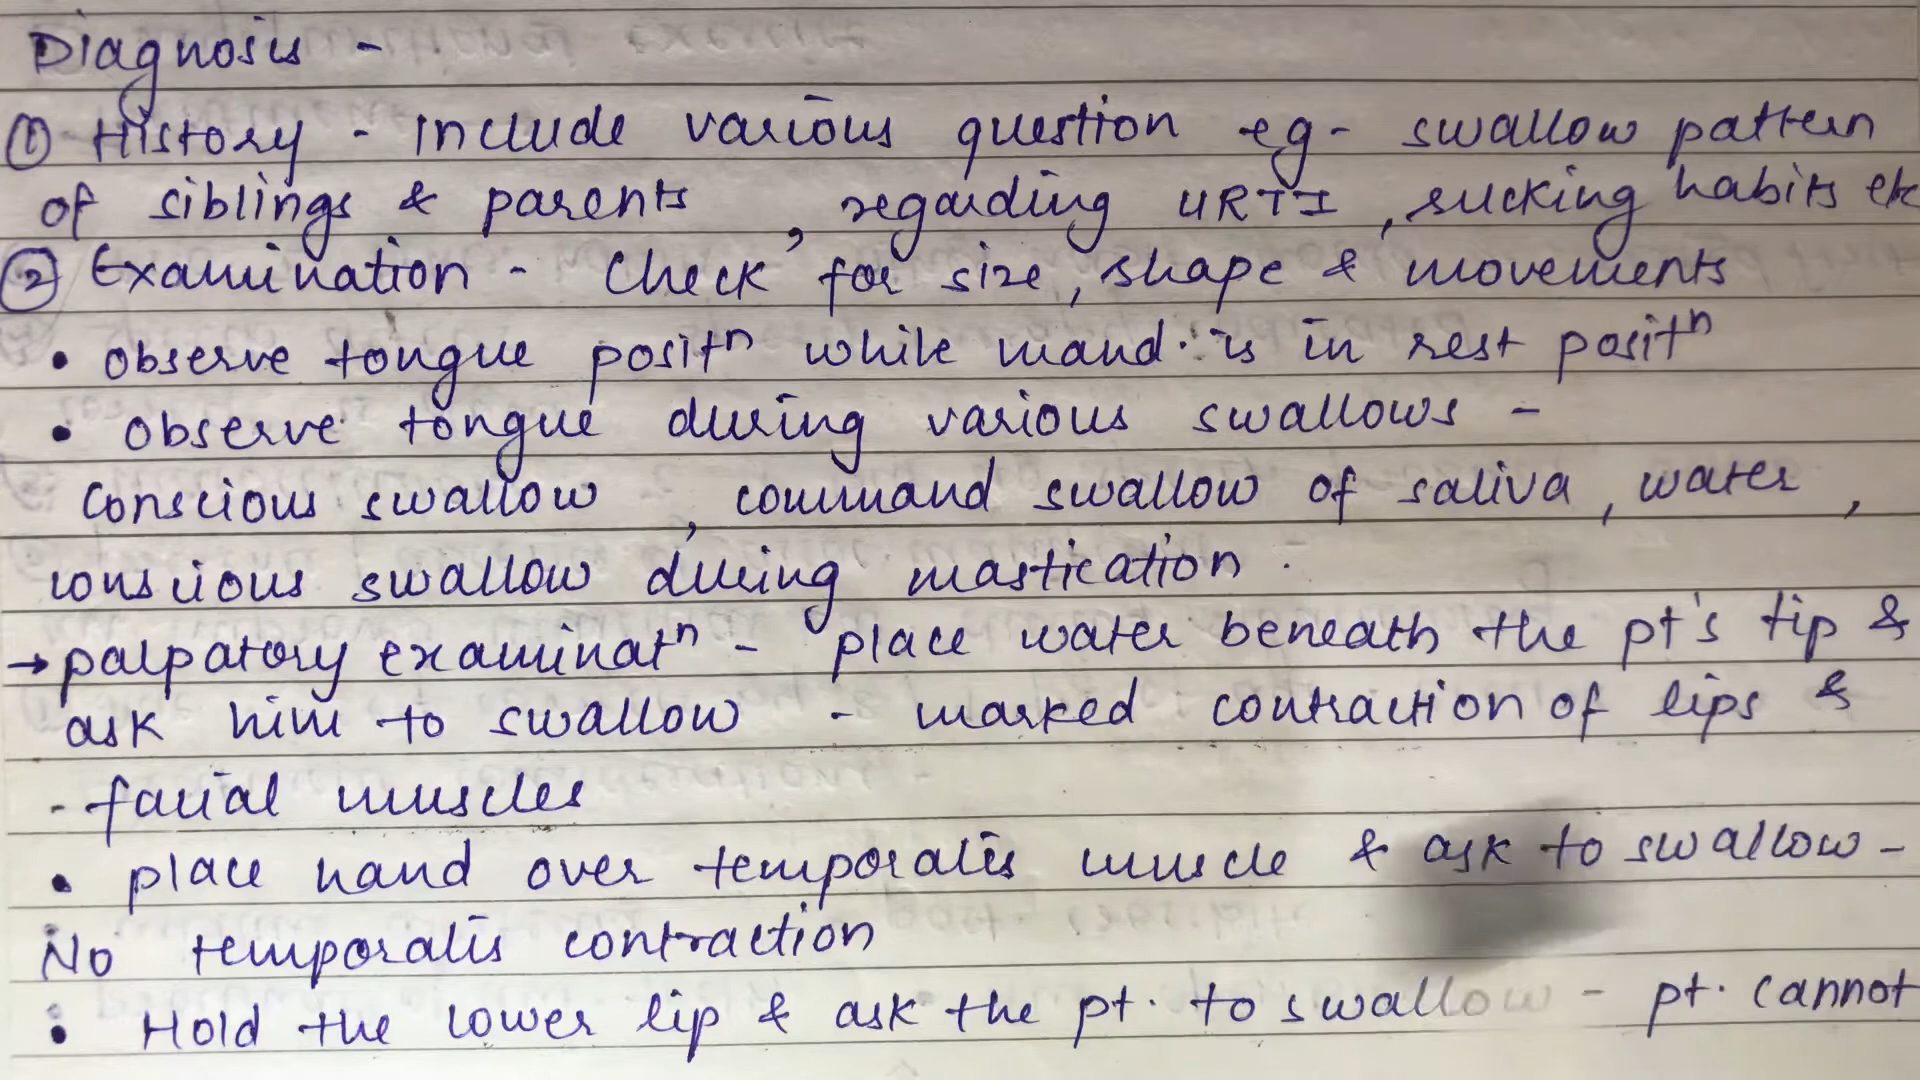 Diagnosis -
① History - Include various question eg - swallow pattern
of siblings & parents , regarding URTI , sucking habits etc
② Examination - Check for size, shape & movements
• observe tongue positⁿ while mand. is in rest positⁿ
• observe tongue during various swallows -
conscious swallow , command swallow of saliva , water ,
conscious swallow during mastication .
→ palpatory examinatⁿ - place water beneath the pt's tip &
ask him to swallow - marked contraction of lips &
- facial muscles
• place hand over temporalis muscle & ask to swallow -
No temporalis contraction
• Hold the lower lip & ask the pt. to swallow - pt. cannot